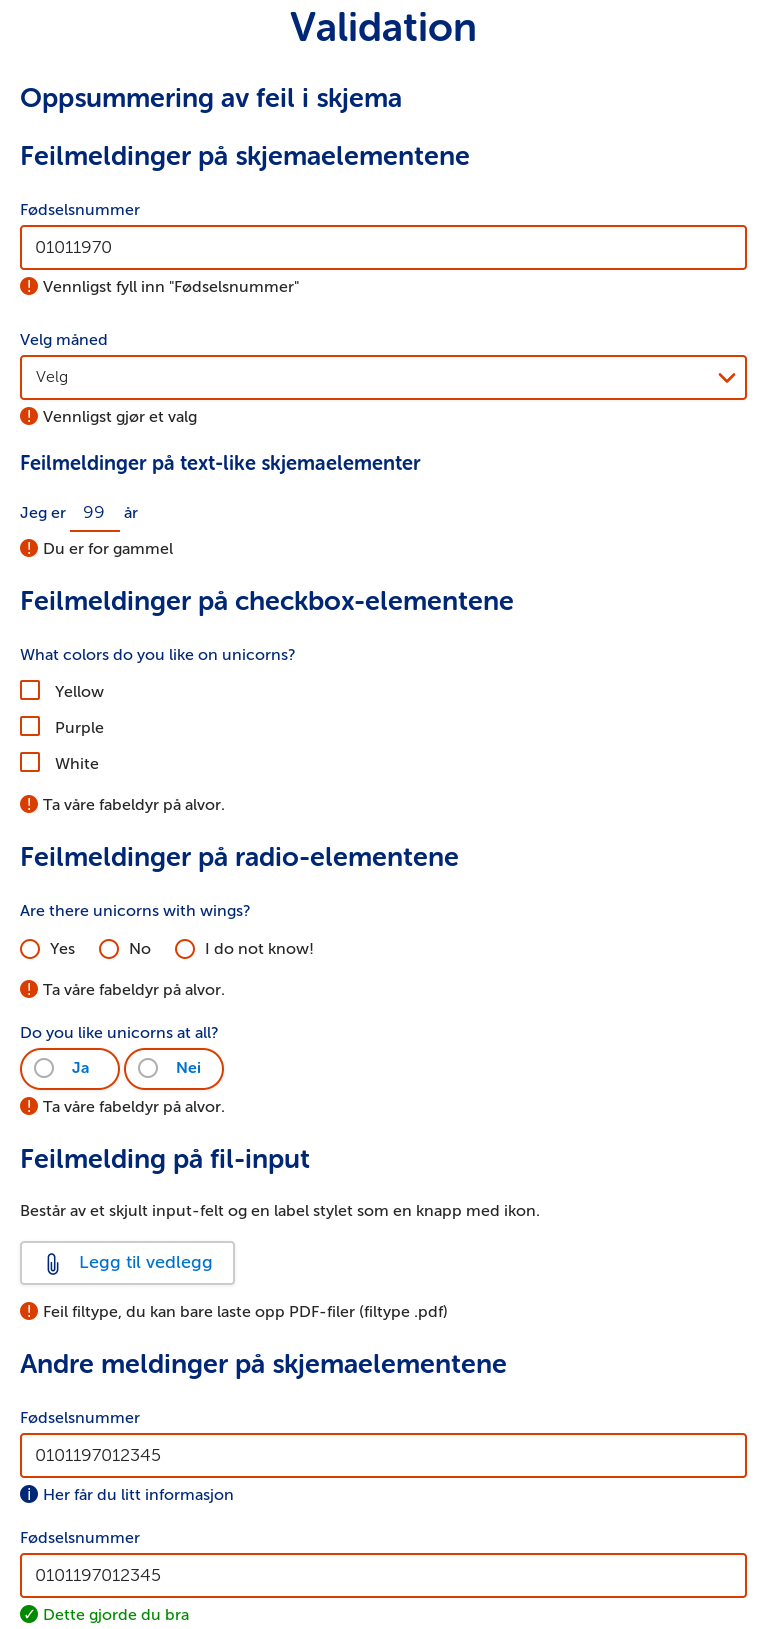 Validation
Oppsummering av feil i skjema
Feilmeldinger på skjemaelementene
Fødselsnummer
01011970
Vennligst fyll inn "Fødselsnummer"
Velg måned
Velg
Vennligst gjør et valg
Feilmeldinger på text-like skjemaelementer
Jeg er 99 år
Du er for gammel
Feilmeldinger på checkbox-elementene
What colors do you like on unicorns?
Yellow
Purple
White
Ta våre fabeldyr på alvor.
Feilmeldinger på radio-elementene
Are there unicorns with wings?
Yes No I do not know!
Ta våre fabeldyr på alvor.
Do you like unicorns at all?
Ja Nei
Ta våre fabeldyr på alvor.
Feilmelding på fil-input
Består av et skjult input-felt og en label stylet som en knapp med ikon.
Legg til vedlegg
Feil filtype, du kan bare laste opp PDF-filer (filtype .pdf)
Andre meldinger på skjemaelementene
Fødselsnummer
0101197012345
Her får du litt informasjon
Fødselsnummer
0101197012345
Dette gjorde du bra